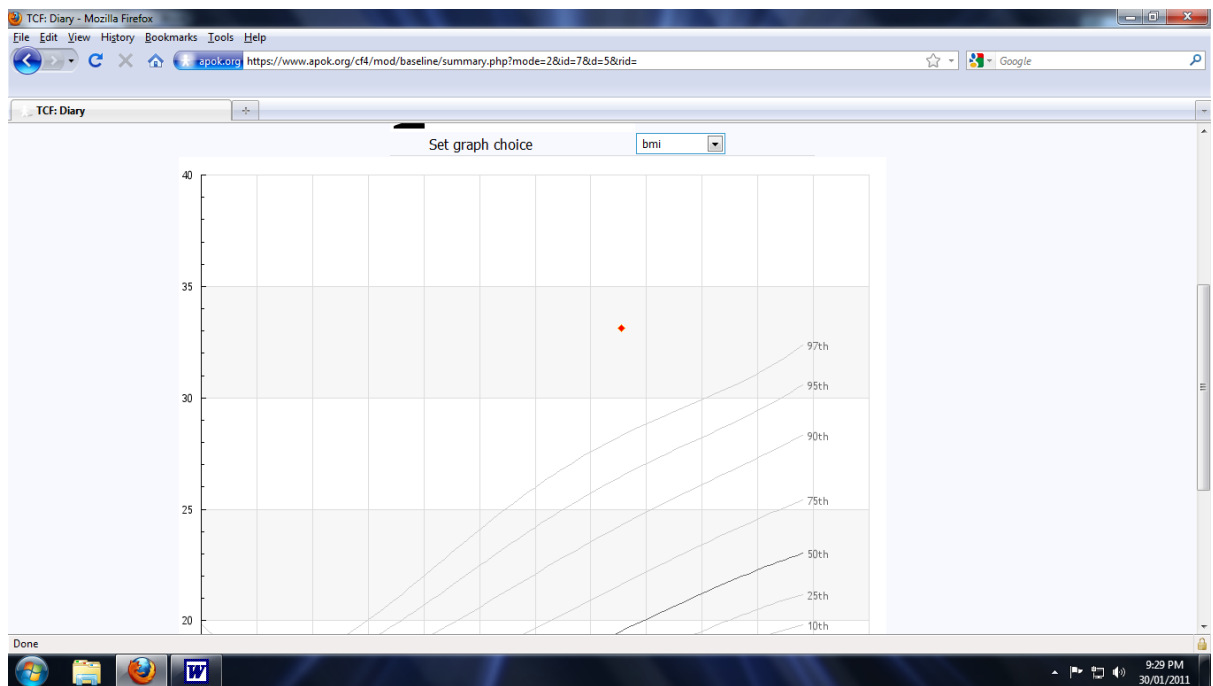 TCF: Diary - Mozilla Firefox
File Edit View History Bookmarks Tools Help
apok.org https://www.apok.org/cf4/mod/baseline/summary.php?mode=2&id=7&d=5&rid=
Google
TCF: Diary
Set graph choice bmi
40
35
97th
95th
30
90th
75th
25
50th
25th
20
10th
Done
W
9:29 PM
30/01/2011